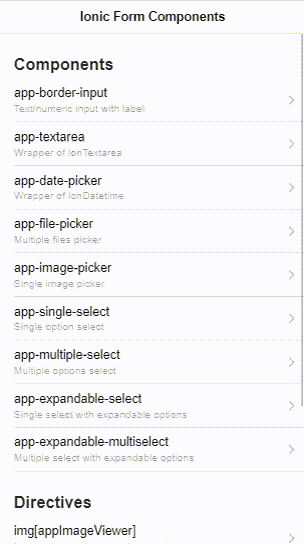 Ionic Form Components
Components
app-border-input
Text/numeric input with label
app-textarea
Wrapper of IonTextarea
app-date-picker
Wrapper of IonDatetime
app-file-picker
Multiple files picker
app-image-picker
Single image picker
app-single-select
Single option select
app-multiple-select
Multiple options select
app-expandable-select
Single select with expandable options
app-expandable-multiselect
Multiple select with expandable options
Directives
img[appImageViewer]